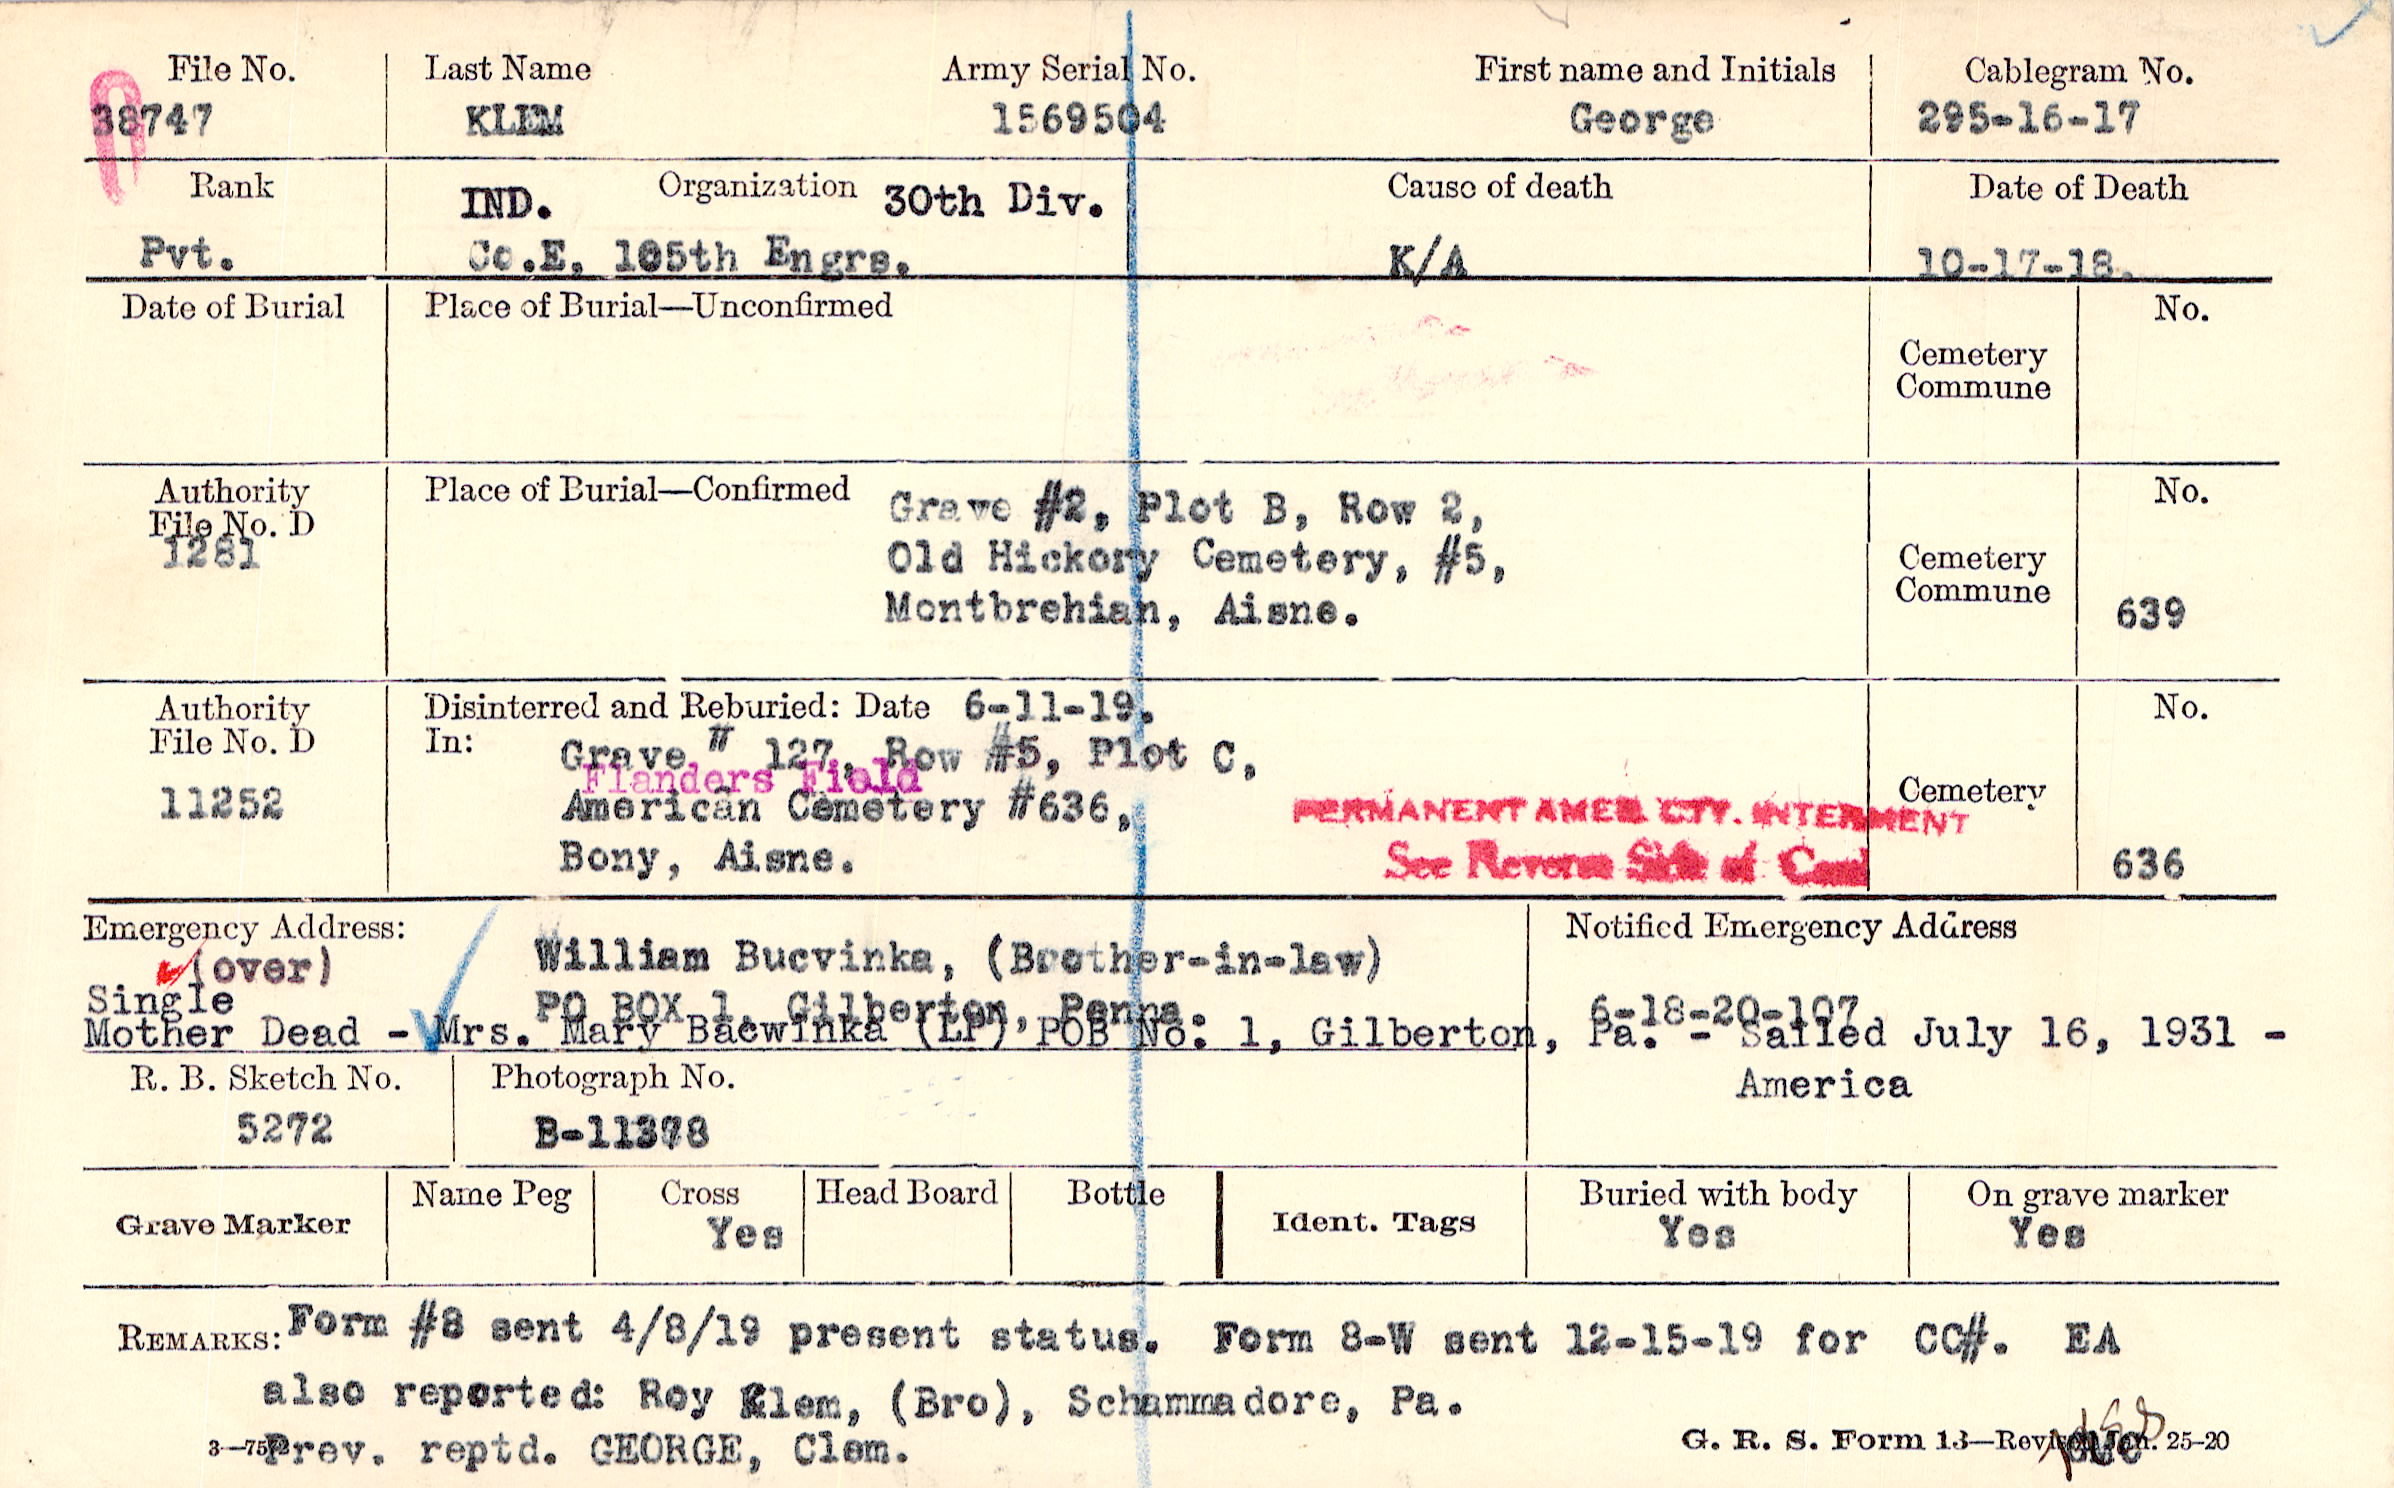 File No. Last Name Army Serial No. First name and Initials Cablegram No.
38747 KLEM 1569504 George 295-16-17
Rank IND. Organization 30th Div. Cause of death Date of Death
Pvt. Co.E, 105th Engrs. K/A 10-17-18.
Date of Burial Place of Burial—Unconfirmed No.
Cemetery
Commune
Authority Place of Burial—Confirmed Grave #2, Plot B, Row 2, No.
File No. D
1281 Old Hickory Cemetery, #5, Cemetery
Commune
Montbrehian, Aisne. 639
Authority Disinterred and Reburied: Date 6-11-19. No.
File No. D In: Grave # 127, Row #5, Plot C,
Flanders Field
11252 American Cemetery #636, Cemetery
PERMANENT AMER. CTY. INTERMENT
Bony, Aisne. See Reverse Side of Card 636
Emergency Address: Notified Emergency Address
(over) William Bucvinka, (Brother-in-law)
Single PO BOX 1, Gilberton, Penna. 6-18-20-107
Mother Dead - Mrs. Mary Bacwinka (LP), POB No. 1, Gilberton, Pa. - Sailed July 16, 1931 -
R. B. Sketch No. Photograph No. America
5272 B-11378
Grave Marker Name Peg Cross Head Board Bottle Ident. Tags Buried with body On grave marker
Yes Yes Yes
REMARKS: Form #8 sent 4/8/19 present status. Form 8-W sent 12-15-19 for CC#. EA
also reported: Roy Klem, (Bro), Schammadore, Pa.
Prev. reptd. GEORGE, Clem. G. R. S. Form 13—Revision Jan. 25-20